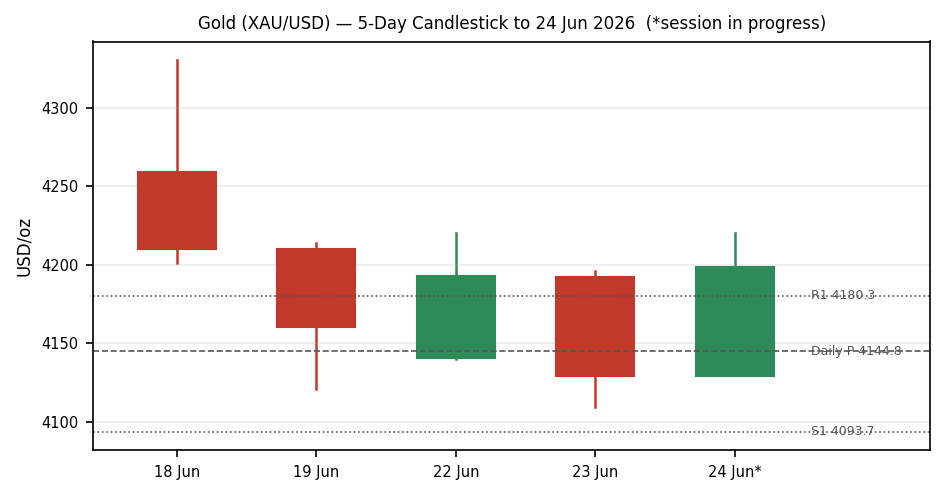 Gold (XAU/USD) — 5-Day Candlestick to 24 Jun 2026 (*session in progress)
USD/oz
4300
4250
4200
4150
4100
R1 4180.3
Daily P 4144.8
S1 4093.7
18 Jun
19 Jun
22 Jun
23 Jun
24 Jun*